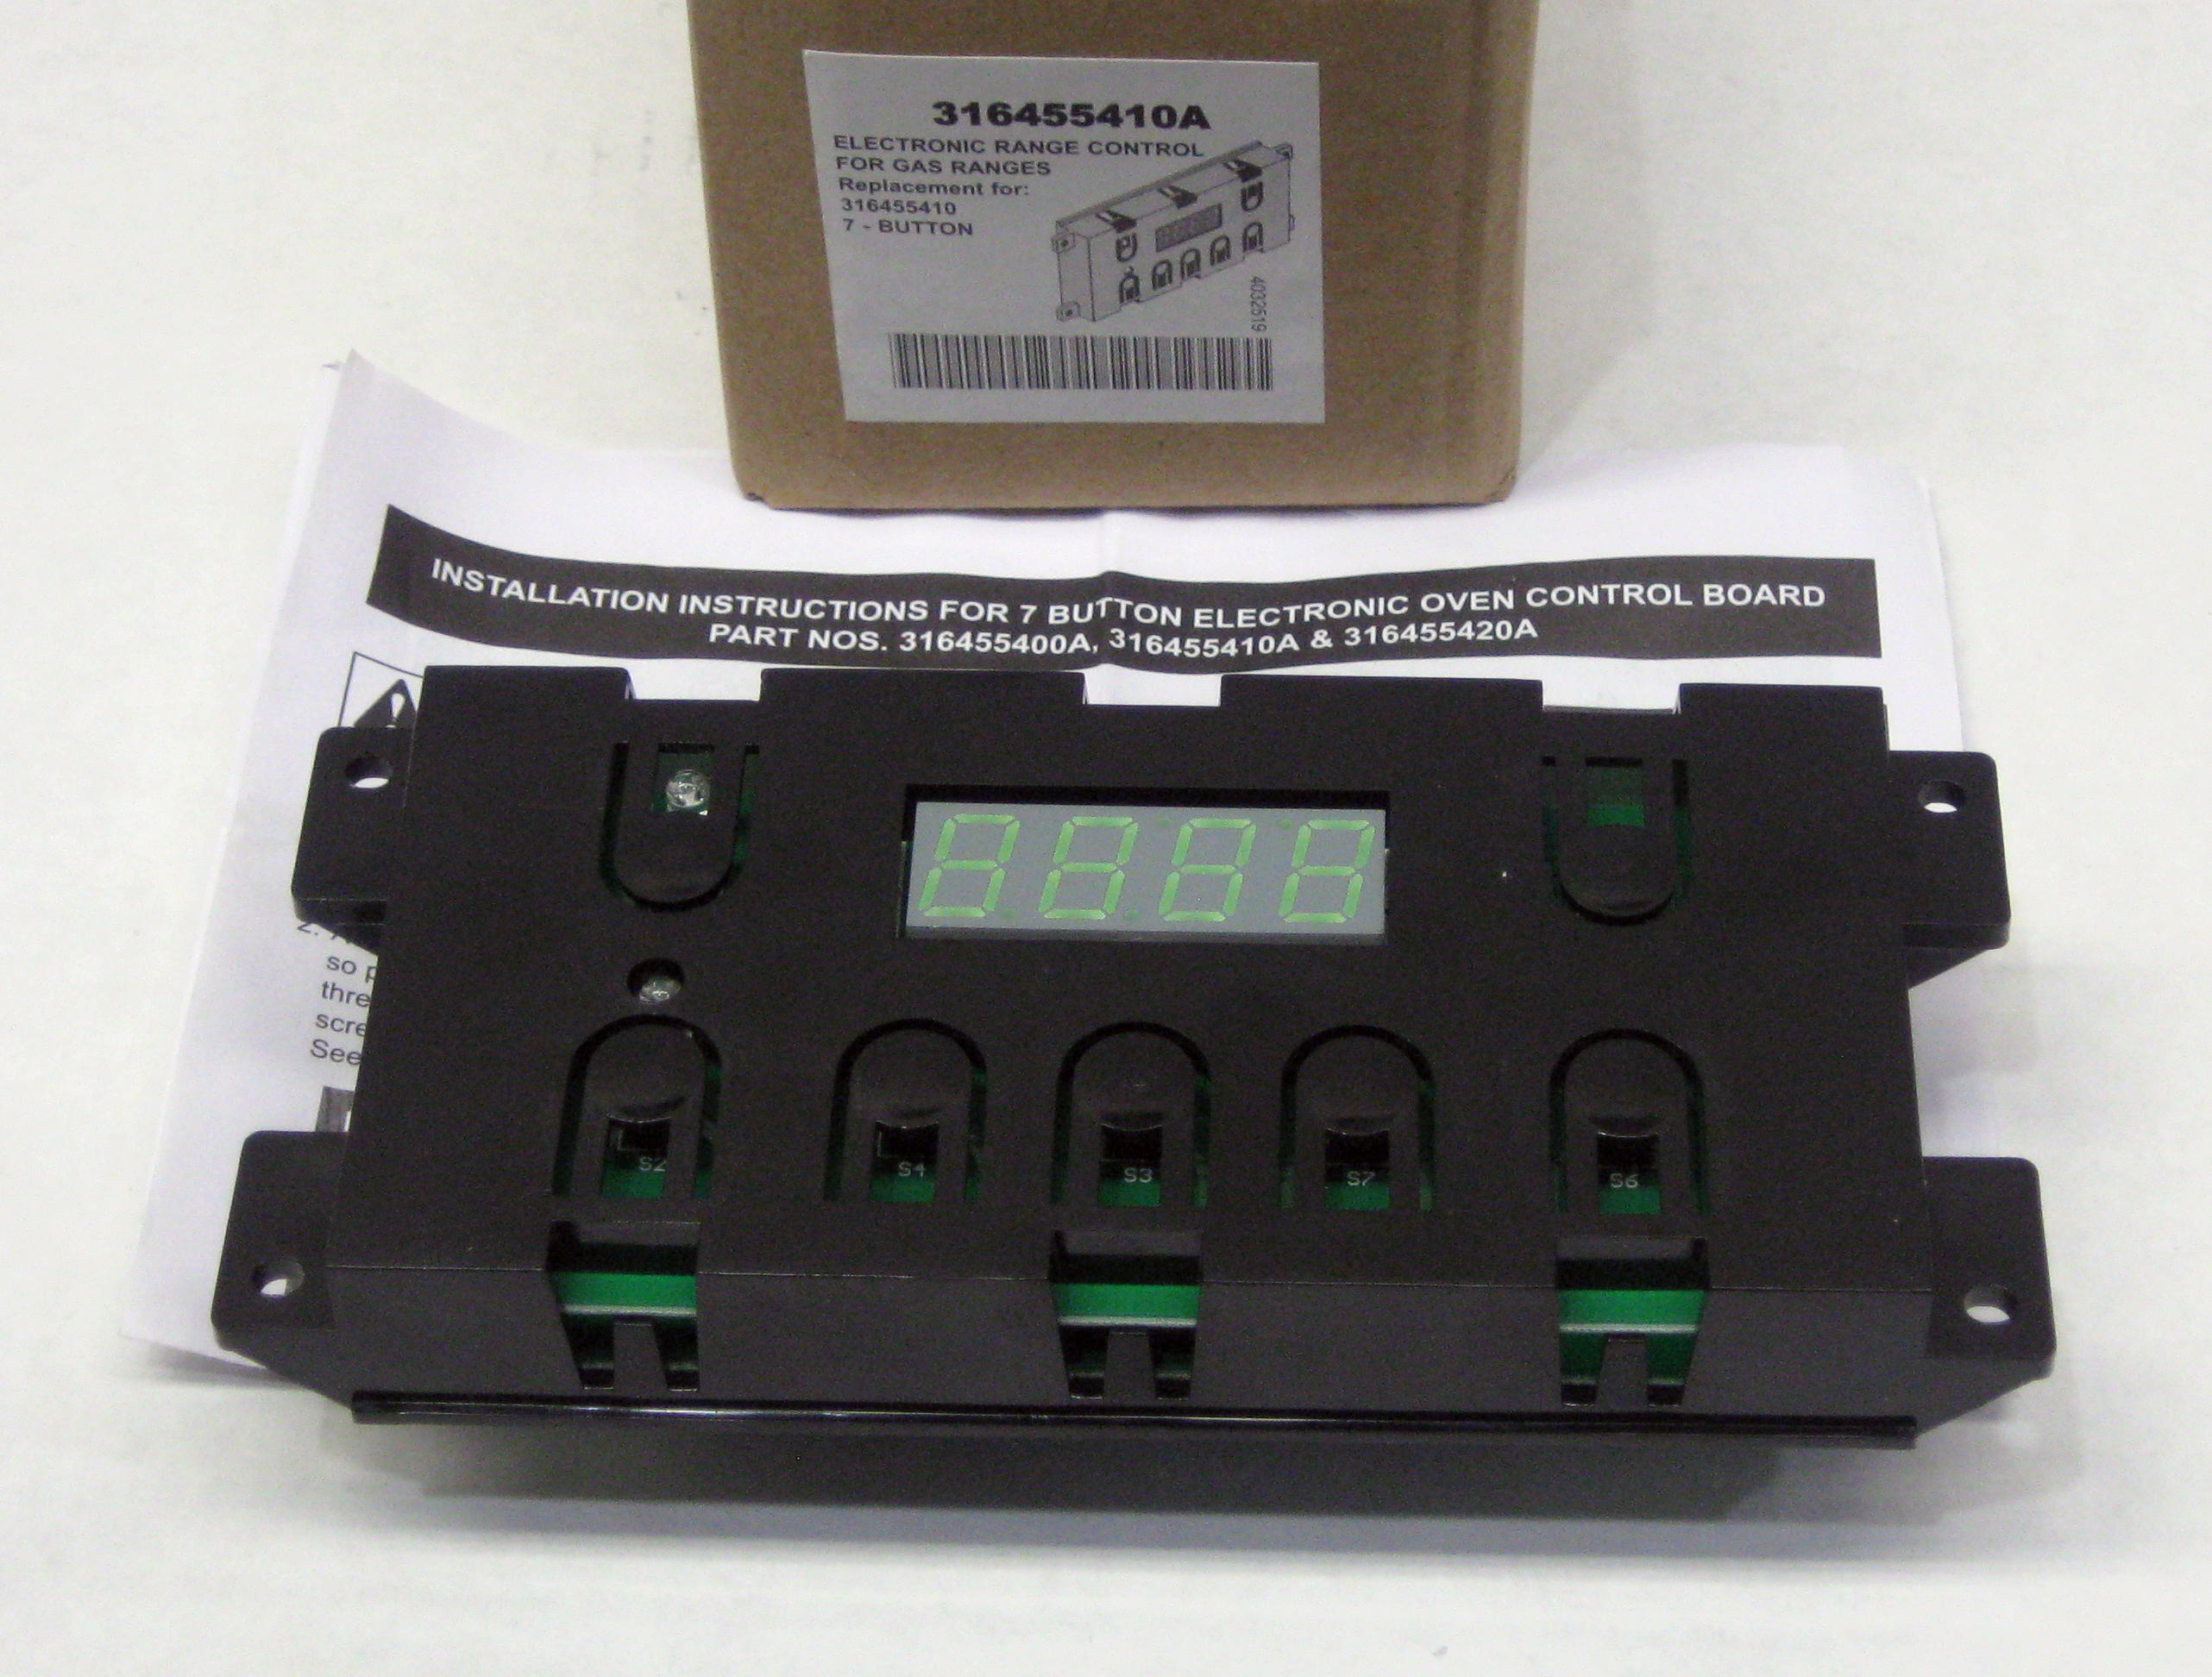 316455410A
ELECTRONIC RANGE CONTROL
FOR GAS RANGES
Replacement for:
316455410
7 - BUTTON
4032519
INSTALLATION INSTRUCTIONS FOR 7 BUTTON ELECTRONIC OVEN CONTROL BOARD
PART NOS. 316455400A, 316455410A & 316455420A
!
2.
so
thre
scre
See
S2
S4
S3
S7
S6